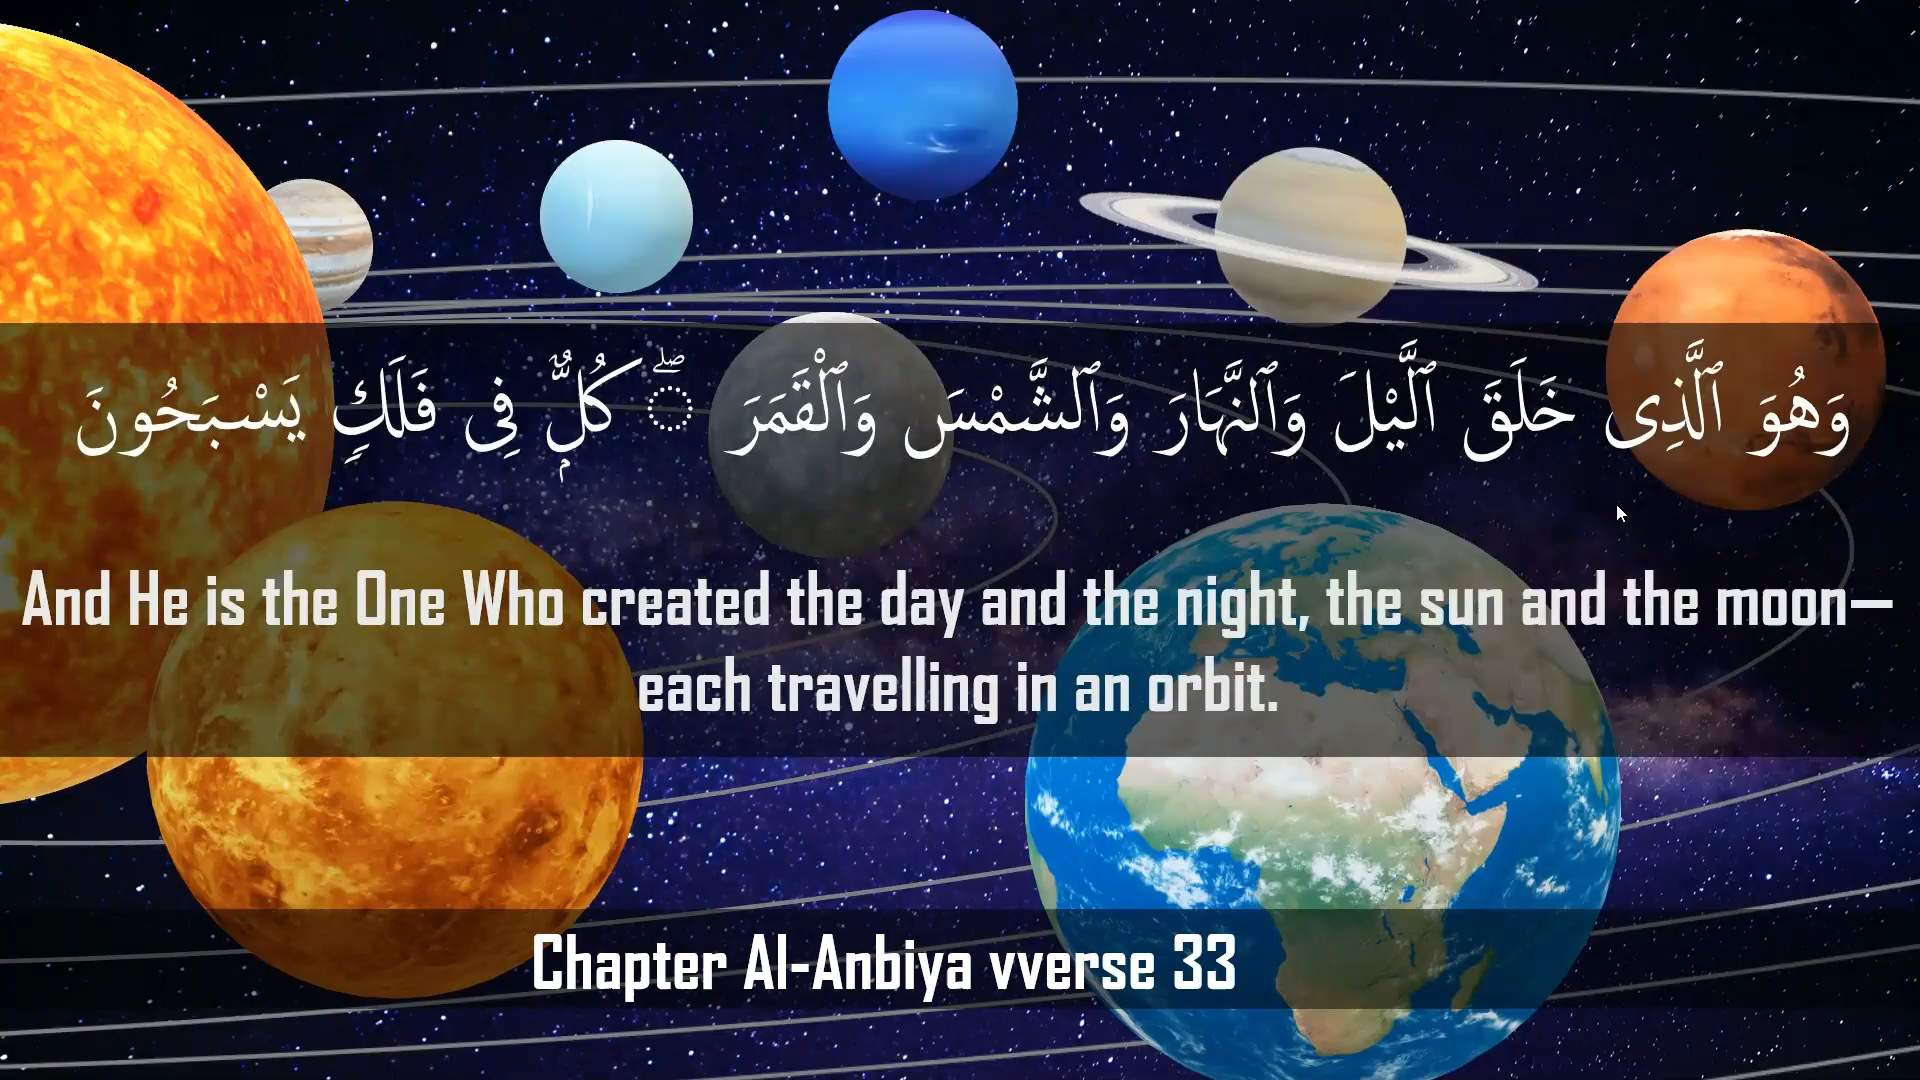 وَهُوَ ٱلَّذِى خَلَقَ ٱلَّيْلَ وَٱلنَّهَارَ وَٱلشَّمْسَ وَٱلْقَمَرَ ۖ كُلٌّۭ فِى فَلَكٍۢ يَسْبَحُونَ
And He is the One Who created the day and the night, the sun and the moon—
each travelling in an orbit.
Chapter Al-Anbiya vverse 33